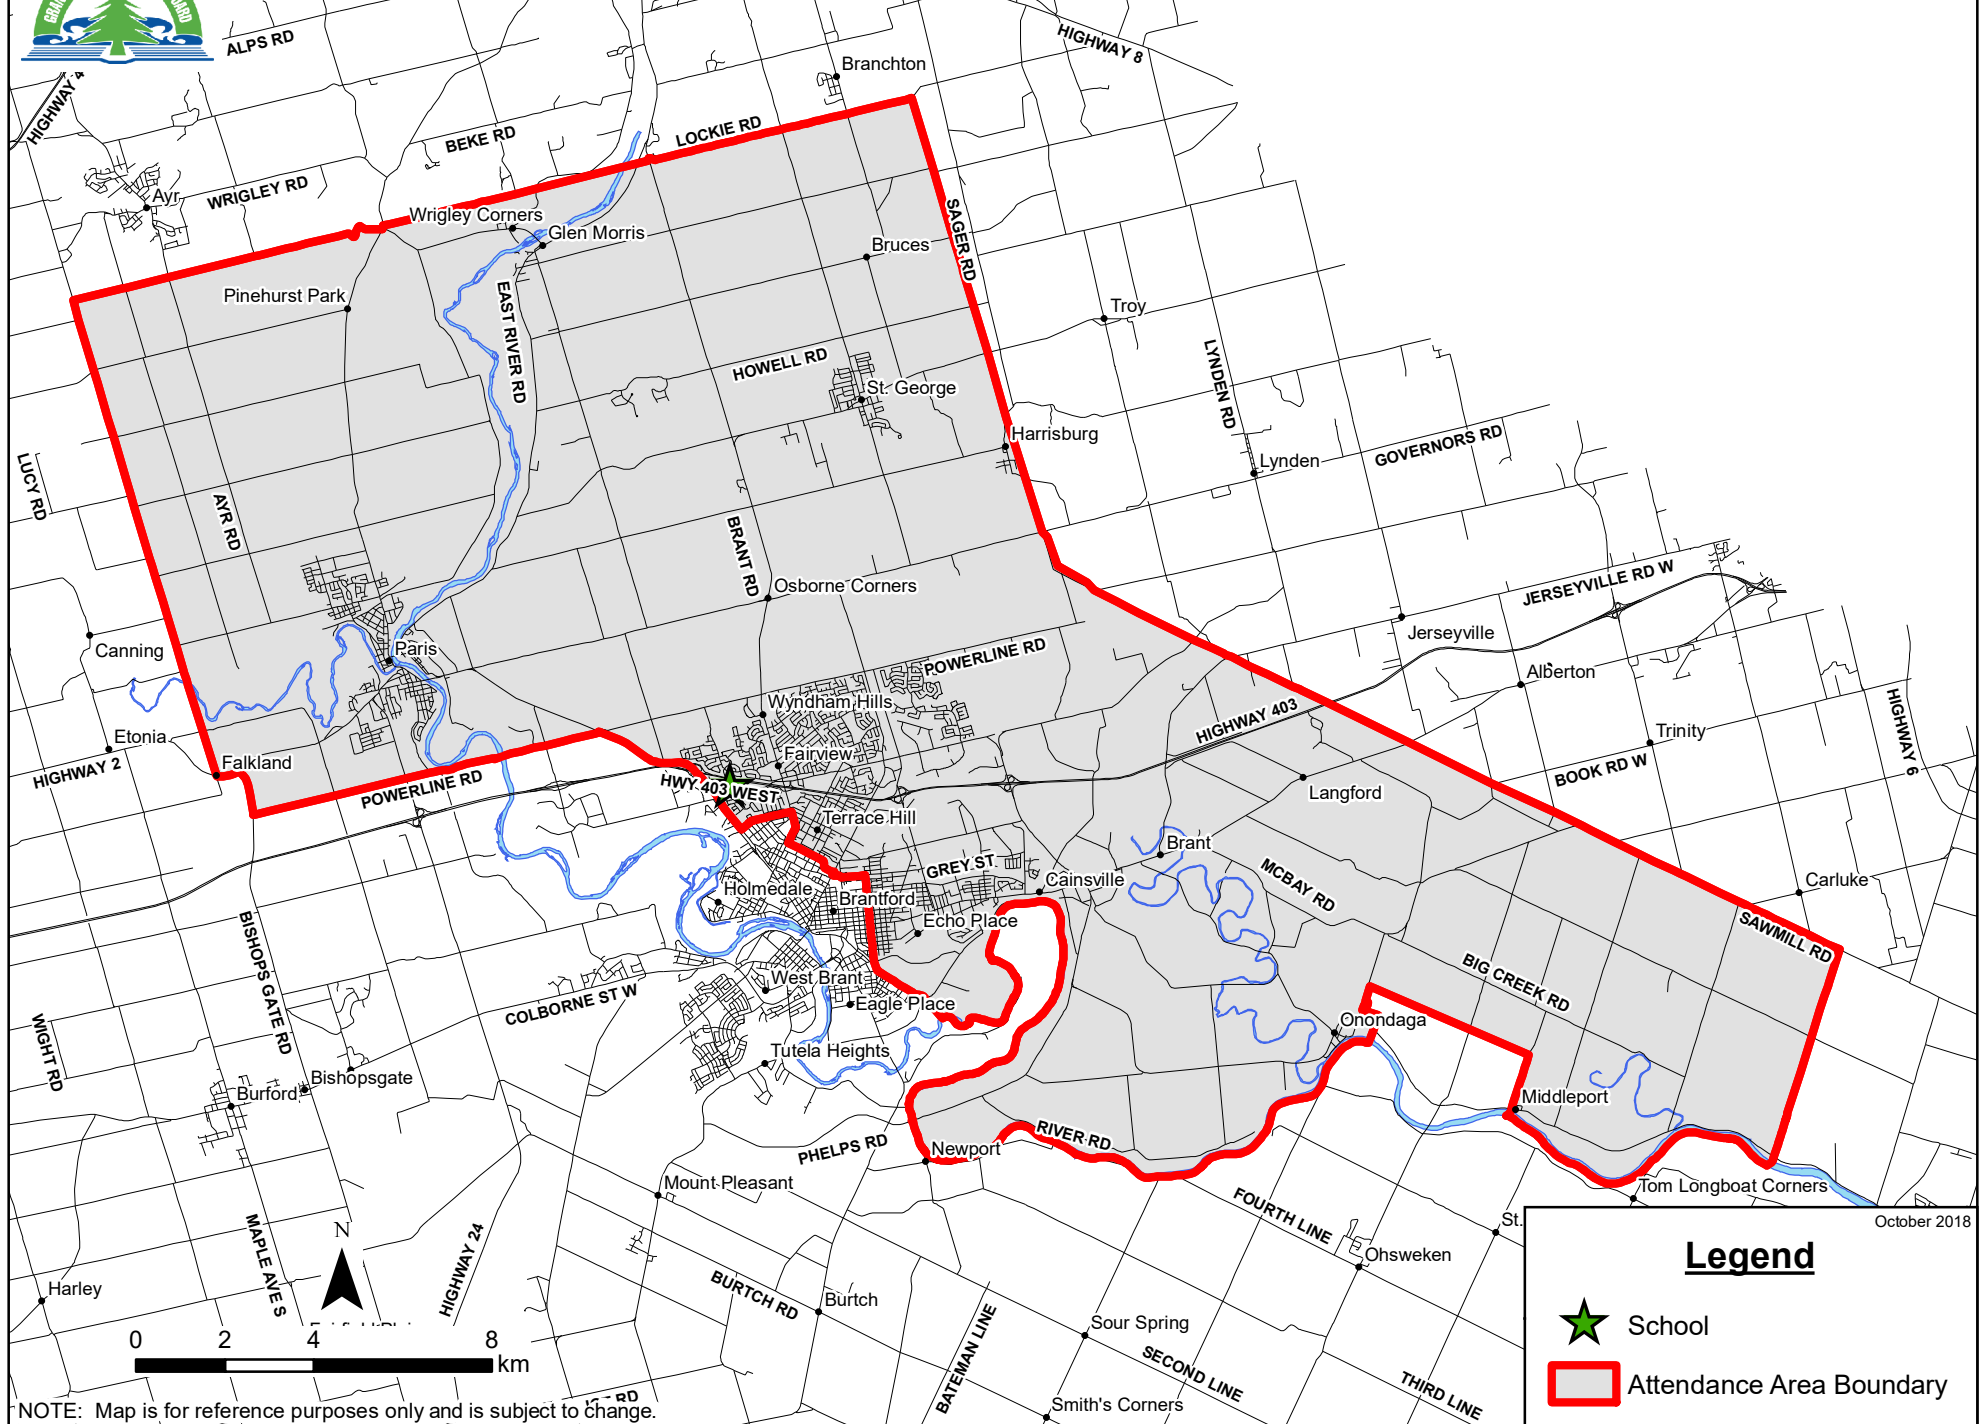 ALPS RD
HIGHWAY 8
Branchton
HIGHWAY 4
BEKE RD
LOCKIE RD
Ayr
WRIGLEY RD
SAGER RD
Wrigley Corners
Glen Morris
Bruces
Pinehurst Park
EAST RIVER RD
Troy
HOWELL RD
LYNDEN RD
St. George
Harrisburg
GOVERNORS RD
Lynden
LUCY RD
AYR RD
BRANT RD
Osborne Corners
JERSEYVILLE RD W
Jerseyville
Canning
Paris
POWERLINE RD
Alberton
Wyndham Hills
HIGHWAY 403
HIGHWAY 6
Trinity
Etonia
Fairview
Falkland
HIGHWAY 2
POWERLINE RD
HWY 403 WEST
BOOK RD W
Langford
Terrace Hill
Brant
GREY ST
MCBAY RD
Cainsville
Carluke
Holmedale
Brantford
Echo Place
SAWMILL RD
BISHOPS GATE RD
West Brant
BIG CREEK RD
COLBORNE ST W
Eagle Place
Onondaga
WIGHT RD
Tutela Heights
Bishopsgate
Burford
Middleport
RIVER RD
PHELPS RD
Newport
Mount Pleasant
Tom Longboat Corners
FOURTH LINE
MAPLE AVE S
HIGHWAY 24
N
St.
October 2018
Ohsweken
Legend
Harley
BURTCH RD
Burtch
BATEMAN LINE
Sour Spring
School
0 2 4 8
km
SECOND LINE
THIRD LINE
Attendance Area Boundary
Smith's Corners
RD
NOTE: Map is for reference purposes only and is subject to change.